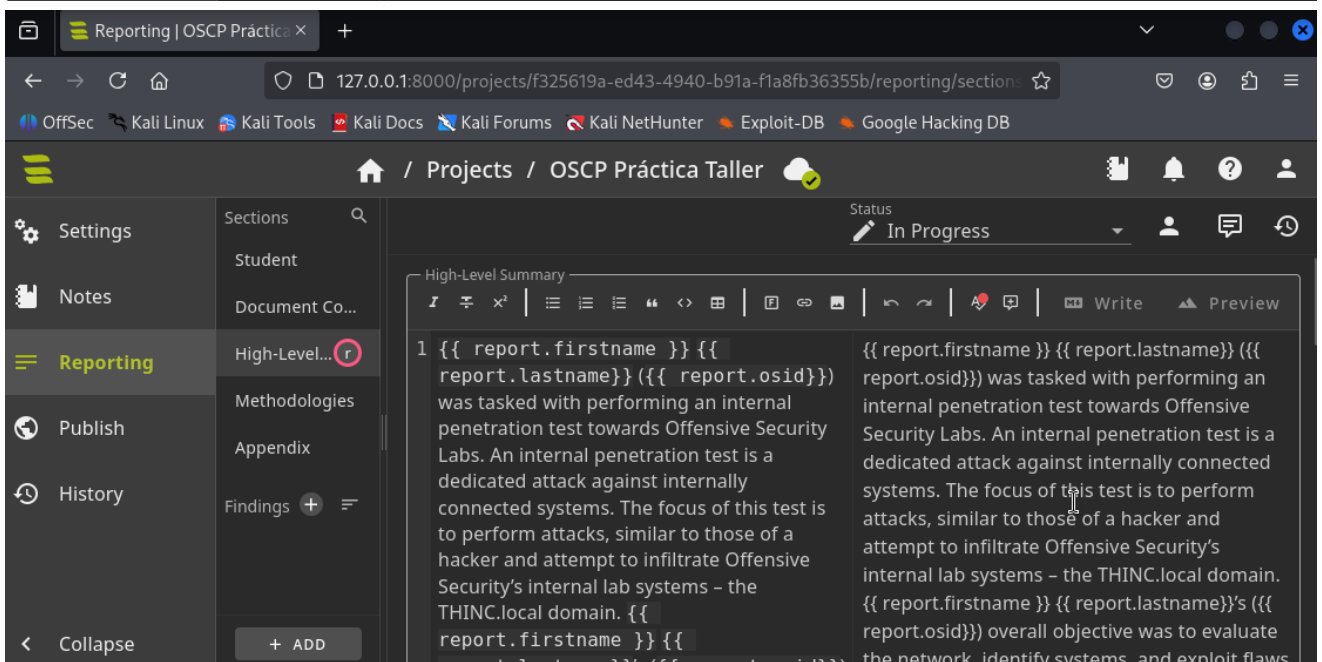 Reporting | OSCP Práctica
127.0.0.1:8000/projects/f325619a-ed43-4940-b91a-f1a8fb36355b/reporting/sections
OffSec Kali Linux Kali Tools Kali Docs Kali Forums Kali NetHunter Exploit-DB Google Hacking DB
/ Projects / OSCP Práctica Taller
Settings
Notes
Reporting
Publish
History
Collapse
Sections
Student
Document Co...
High-Level... r
Methodologies
Appendix
Findings
+ ADD
Status
In Progress
High-Level Summary
Write Preview
1 {{ report.firstname }} {{
report.lastname}} ({{ report.osid}})
was tasked with performing an internal
penetration test towards Offensive Security
Labs. An internal penetration test is a
dedicated attack against internally
connected systems. The focus of this test is
to perform attacks, similar to those of a
hacker and attempt to infiltrate Offensive
Security’s internal lab systems – the
THINC.local domain. {{
report.firstname }} {{
{{ report.firstname }} {{ report.lastname}} ({{
report.osid}}) was tasked with performing an
internal penetration test towards Offensive
Security Labs. An internal penetration test is a
dedicated attack against internally connected
systems. The focus of this test is to perform
attacks, similar to those of a hacker and
attempt to infiltrate Offensive Security’s
internal lab systems – the THINC.local domain.
{{ report.firstname }} {{ report.lastname}}’s ({{
report.osid}}) overall objective was to evaluate
the network, identify systems, and exploit flaws